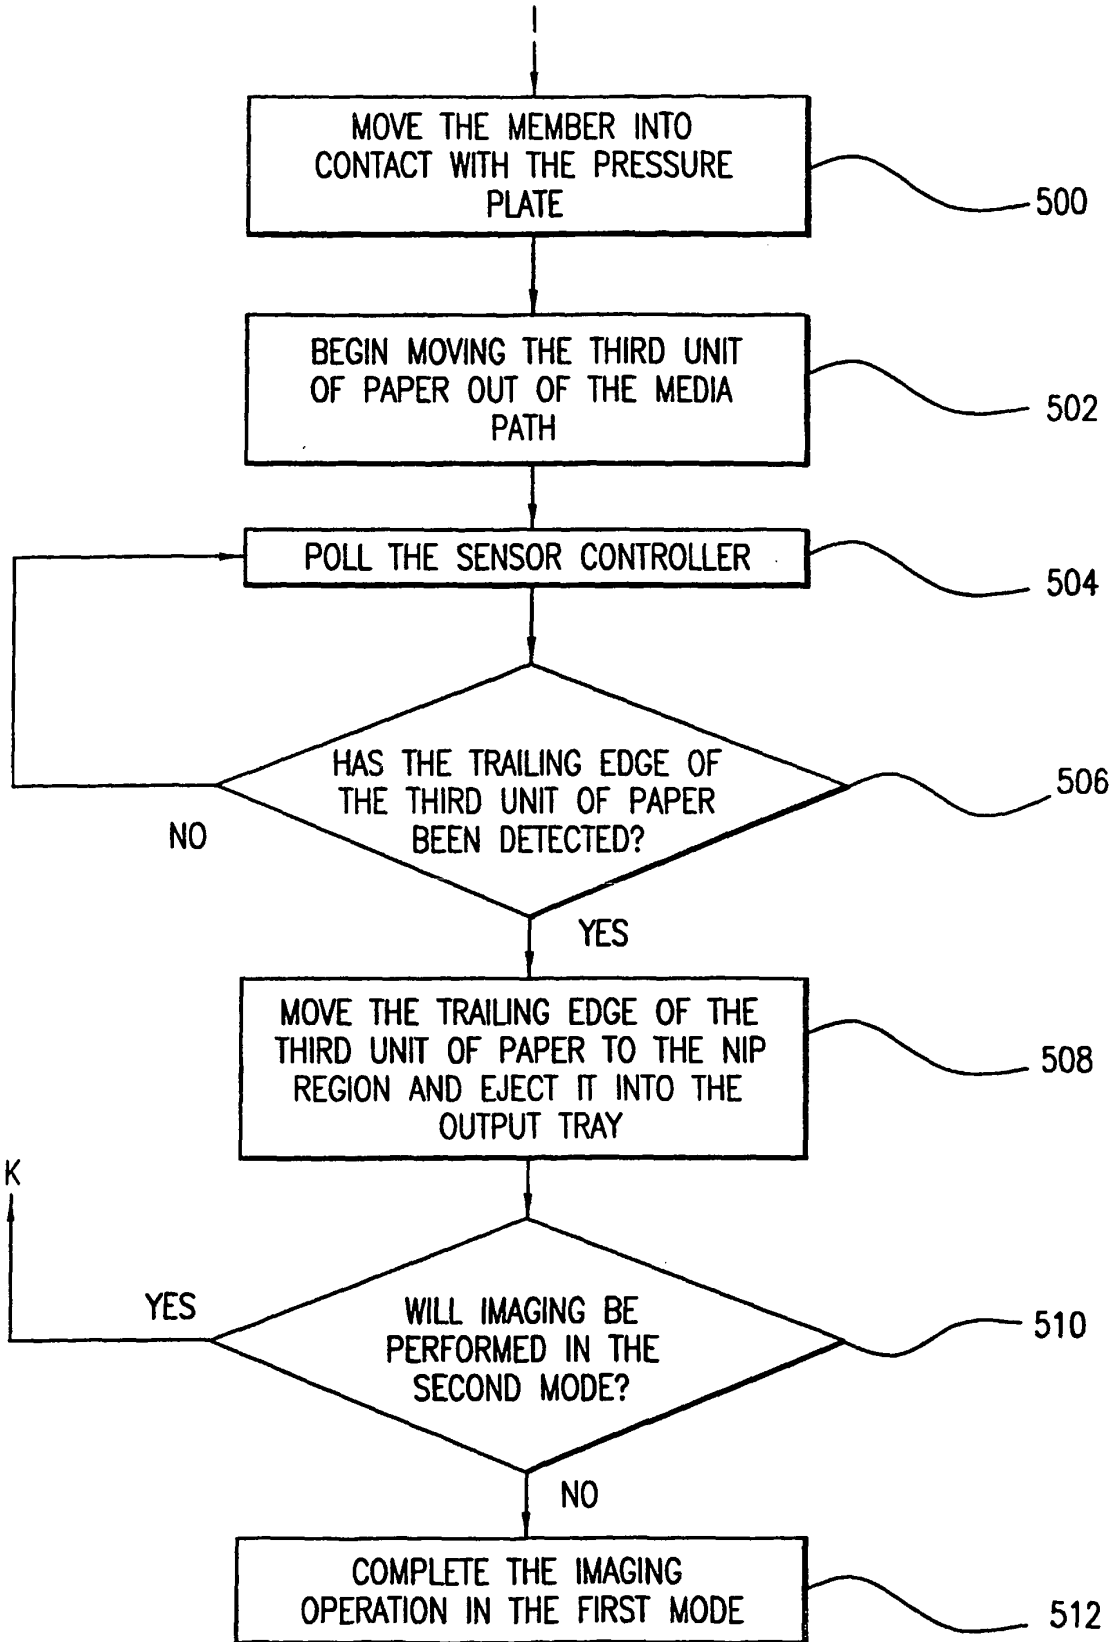 MOVE THE MEMBER INTO
CONTACT WITH THE PRESSURE
PLATE
500
BEGIN MOVING THE THIRD UNIT
OF PAPER OUT OF THE MEDIA
PATH
502
POLL THE SENSOR CONTROLLER
504
HAS THE TRAILING EDGE OF
THE THIRD UNIT OF PAPER
BEEN DETECTED?
506
NO
YES
MOVE THE TRAILING EDGE OF THE
THIRD UNIT OF PAPER TO THE NIP
REGION AND EJECT IT INTO THE
OUTPUT TRAY
508
K
YES
WILL IMAGING BE
PERFORMED IN THE
SECOND MODE?
510
NO
COMPLETE THE IMAGING
OPERATION IN THE FIRST MODE
512